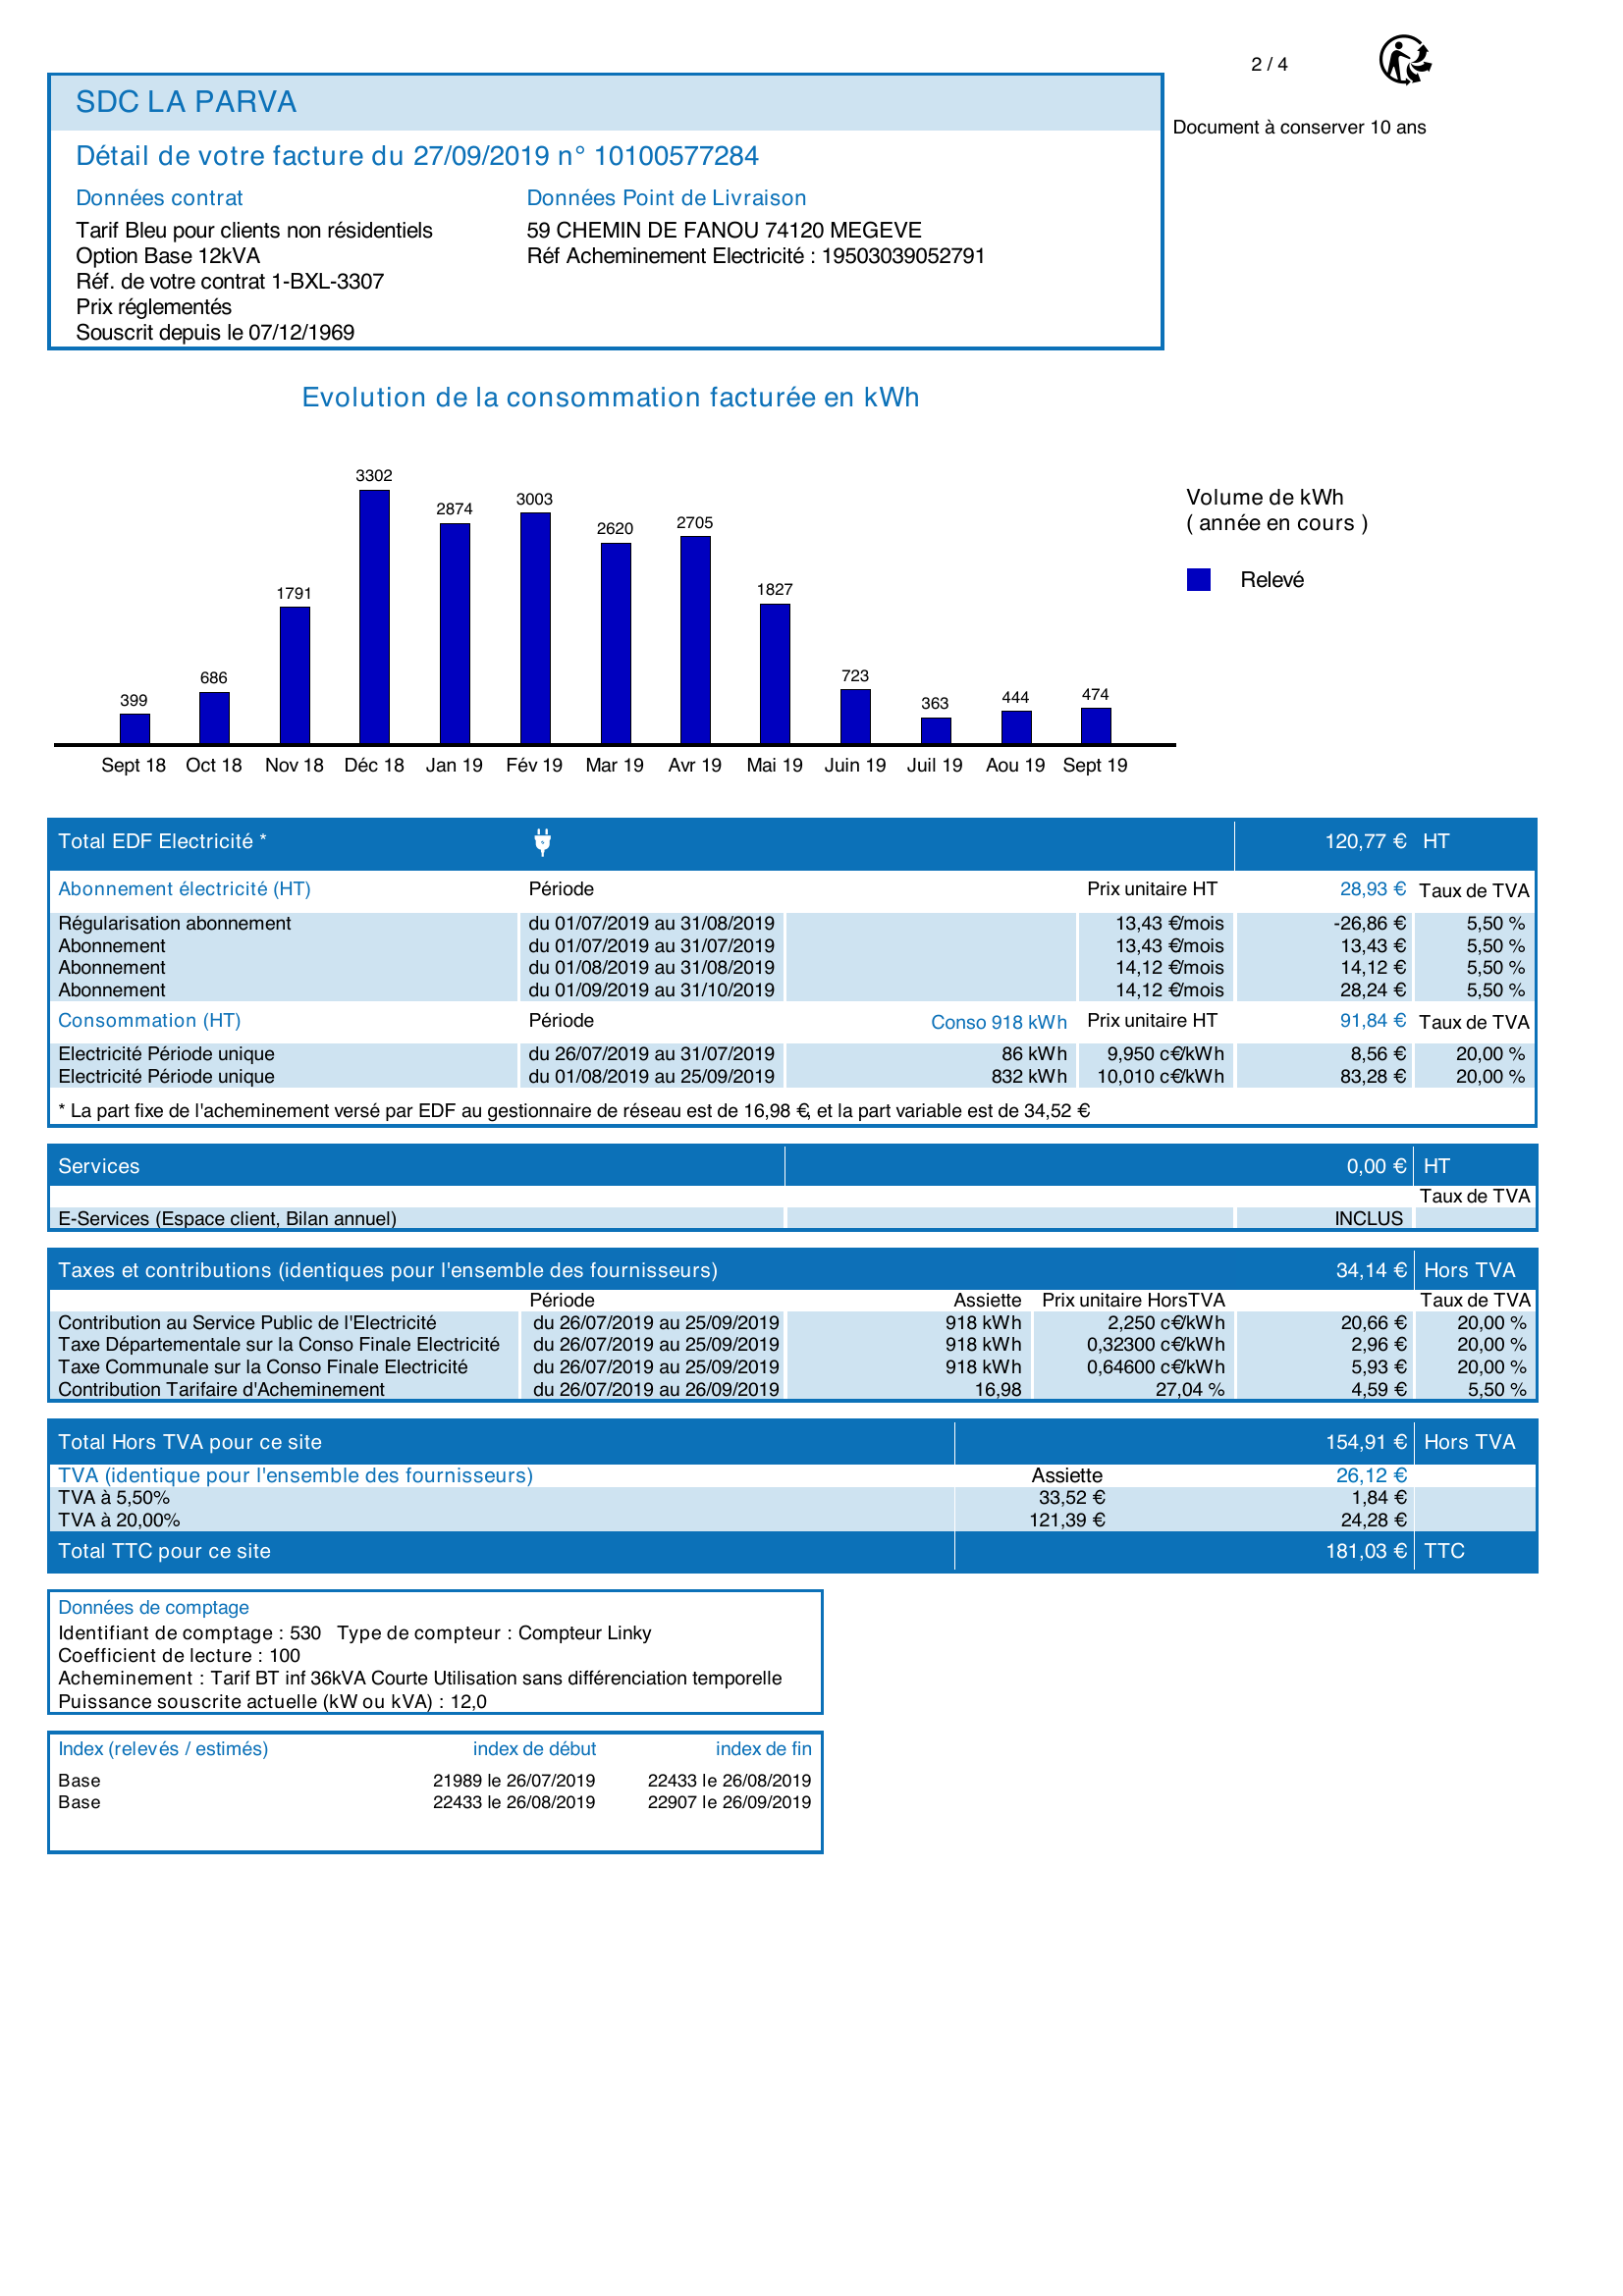 2 / 4
Document à conserver 10 ans
SDC LA PARVA
Détail de votre facture du 27/09/2019 n° 10100577284
Données contrat
Tarif Bleu pour clients non résidentiels
Option Base 12kVA
Réf. de votre contrat 1-BXL-3307
Prix réglementés
Souscrit depuis le 07/12/1969
Données Point de Livraison
59 CHEMIN DE FANOU 74120 MEGEVE
Réf Acheminement Electricité : 19503039052791
Evolution de la consommation facturée en kWh
399 686 1791 3302 2874 3003 2620 2705 1827 723 363 444 474
Sept 18 Oct 18 Nov 18 Déc 18 Jan 19 Fév 19 Mar 19 Avr 19 Mai 19 Juin 19 Juil 19 Aou 19 Sept 19
Volume de kWh
( année en cours )
Relevé
Total EDF Electricité * 120,77 € HT
Abonnement électricité (HT) Période Prix unitaire HT 28,93 € Taux de TVA
Régularisation abonnement du 01/07/2019 au 31/08/2019 13,43 €/mois -26,86 € 5,50 %
Abonnement du 01/07/2019 au 31/07/2019 13,43 €/mois 13,43 € 5,50 %
Abonnement du 01/08/2019 au 31/08/2019 14,12 €/mois 14,12 € 5,50 %
Abonnement du 01/09/2019 au 31/10/2019 14,12 €/mois 28,24 € 5,50 %
Consommation (HT) Période Conso 918 kWh Prix unitaire HT 91,84 € Taux de TVA
Electricité Période unique du 26/07/2019 au 31/07/2019 86 kWh 9,950 c€/kWh 8,56 € 20,00 %
Electricité Période unique du 01/08/2019 au 25/09/2019 832 kWh 10,010 c€/kWh 83,28 € 20,00 %
* La part fixe de l'acheminement versé par EDF au gestionnaire de réseau est de 16,98 €, et la part variable est de 34,52 €
Services 0,00 € HT
Taux de TVA
E-Services (Espace client, Bilan annuel) INCLUS
Taxes et contributions (identiques pour l'ensemble des fournisseurs) 34,14 € Hors TVA
Période Assiette Prix unitaire HorsTVA Taux de TVA
Contribution au Service Public de l'Electricité du 26/07/2019 au 25/09/2019 918 kWh 2,250 c€/kWh 20,66 € 20,00 %
Taxe Départementale sur la Conso Finale Electricité du 26/07/2019 au 25/09/2019 918 kWh 0,32300 c€/kWh 2,96 € 20,00 %
Taxe Communale sur la Conso Finale Electricité du 26/07/2019 au 25/09/2019 918 kWh 0,64600 c€/kWh 5,93 € 20,00 %
Contribution Tarifaire d'Acheminement du 26/07/2019 au 26/09/2019 16,98 27,04 % 4,59 € 5,50 %
Total Hors TVA pour ce site 154,91 € Hors TVA
TVA (identique pour l'ensemble des fournisseurs) Assiette 26,12 €
TVA à 5,50% 33,52 € 1,84 €
TVA à 20,00% 121,39 € 24,28 €
Total TTC pour ce site 181,03 € TTC
Données de comptage
Identifiant de comptage : 530 Type de compteur : Compteur Linky
Coefficient de lecture : 100
Acheminement : Tarif BT inf 36kVA Courte Utilisation sans différenciation temporelle
Puissance souscrite actuelle (kW ou kVA) : 12,0
Index (relevés / estimés) index de début index de fin
Base 21989 le 26/07/2019 22433 le 26/08/2019
Base 22433 le 26/08/2019 22907 le 26/09/2019